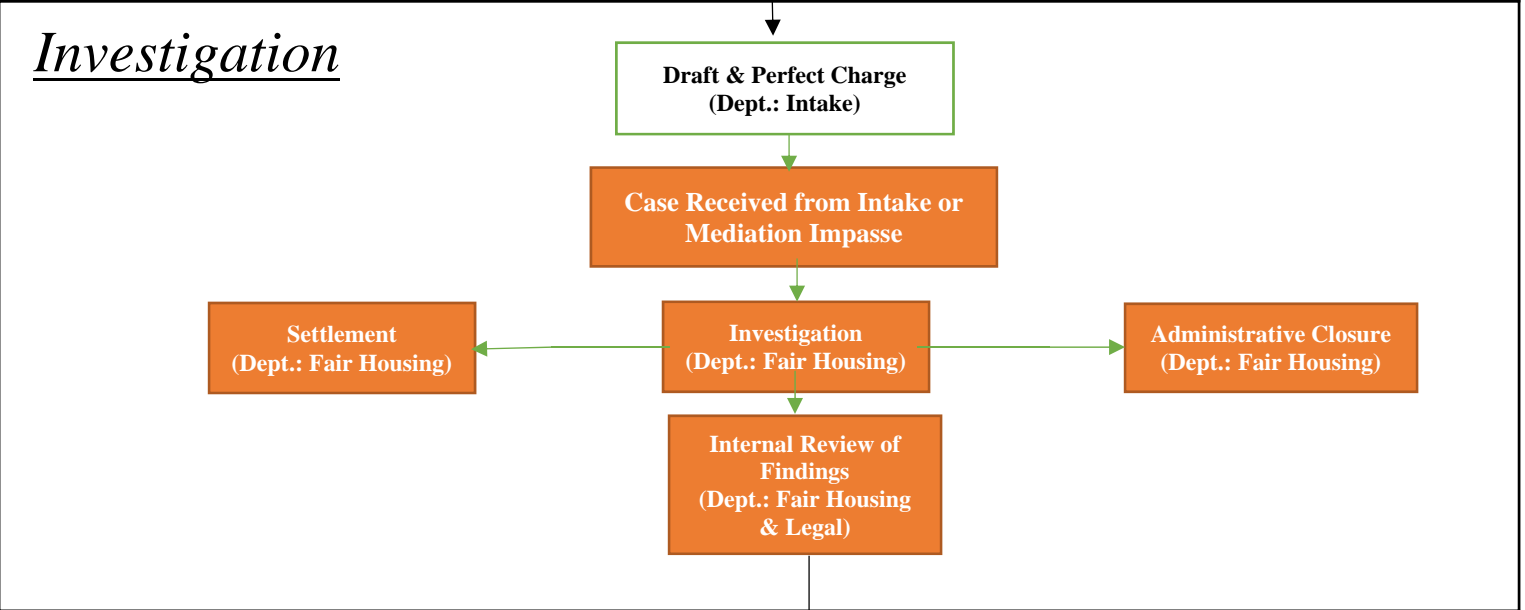 Investigation
Draft & Perfect Charge
(Dept.: Intake)
Case Received from Intake or
Mediation Impasse
Settlement
(Dept.: Fair Housing)
Investigation
(Dept.: Fair Housing)
Administrative Closure
(Dept.: Fair Housing)
Internal Review of
Findings
(Dept.: Fair Housing
& Legal)